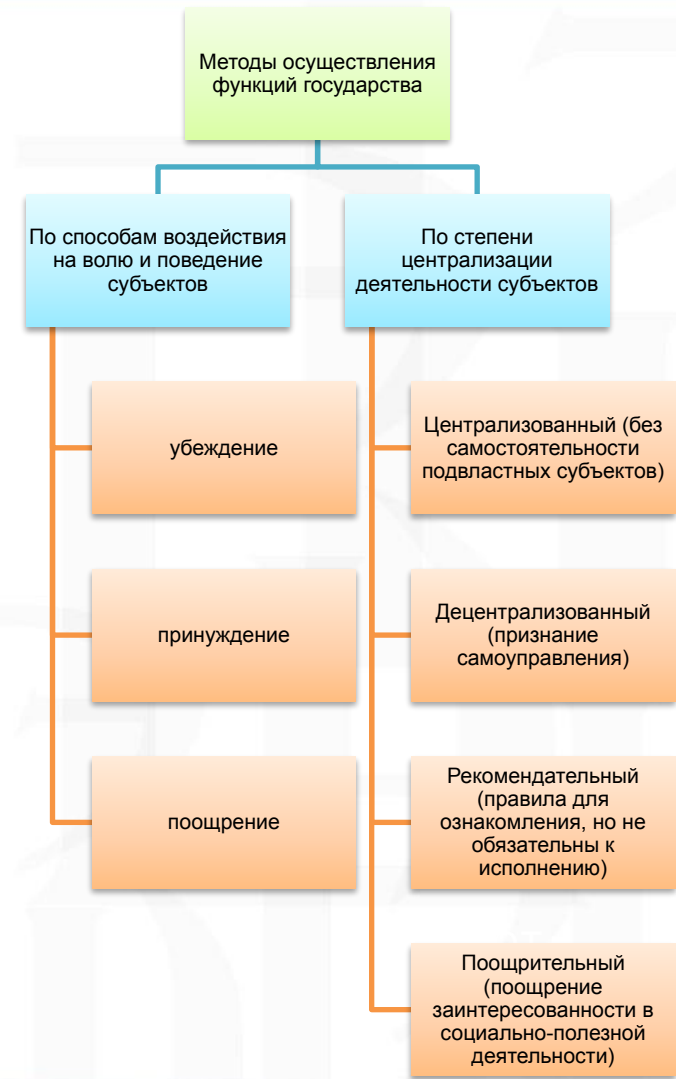 Методы осуществления
функций государства
По способам воздействия
на волю и поведение
субъектов
убеждение
принуждение
поощрение
По степени
централизации
деятельности субъектов
Централизованный (без
самостоятельности
подвластных субъектов)
Децентрализованный
(признание
самоуправления)
Рекомендательный
(правила для
ознакомления, но не
обязательны к
исполнению)
Поощрительный
(поощрение
заинтересованности в
социально-полезной
деятельности)